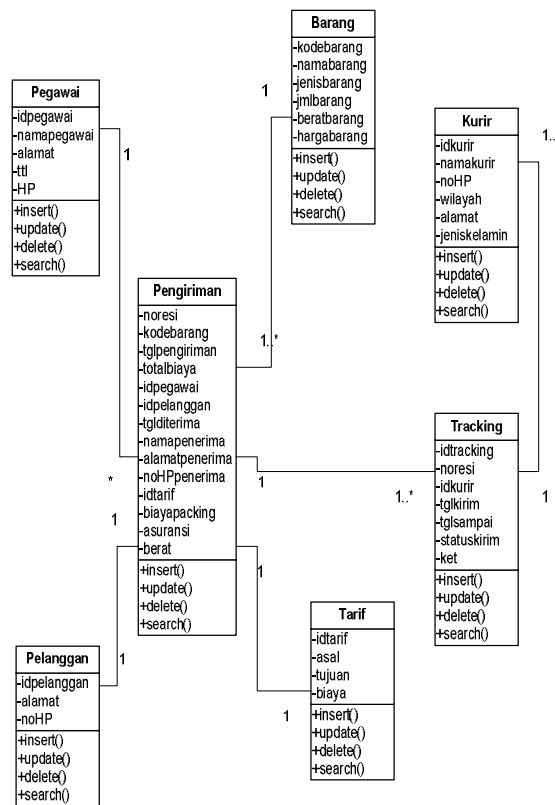 Barang
-kodebarang
-namabarang
-jenisbarang
-jmlbarang
-beratbarang
-hargabarang
+insert()
+update()
+delete()
+search()
1
Pegawai
-idpegawai
-namapegawai
-alamat
-ttl
-HP
+insert()
+update()
+delete()
+search()
1
Kurir
-idkurir
-namakurir
-noHP
-wilayah
-alamat
-jeniskelamin
+insert()
+update()
+delete()
+search()
1..
Pengiriman
-noresi
-kodebarang
-tglpengiriman
-totalbiaya
-idpegawai
-idpelanggan
-tglditerima
-namapenerima
-alamatpenerima
-noHPpenerima
-idtarif
-biayapacking
-asuransi
-berat
+insert()
+update()
+delete()
+search()
1..*
*
1
1
1
Tracking
-idtracking
-noresi
-idkurir
-tglkirim
-tglsampai
-statuskirim
-ket
+insert()
+update()
+delete()
+search()
1..*
1
Tarif
-idtarif
-asal
-tujuan
-biaya
+insert()
+update()
+delete()
+search()
1
Pelanggan
-idpelanggan
-alamat
-noHP
+insert()
+update()
+delete()
+search()
1